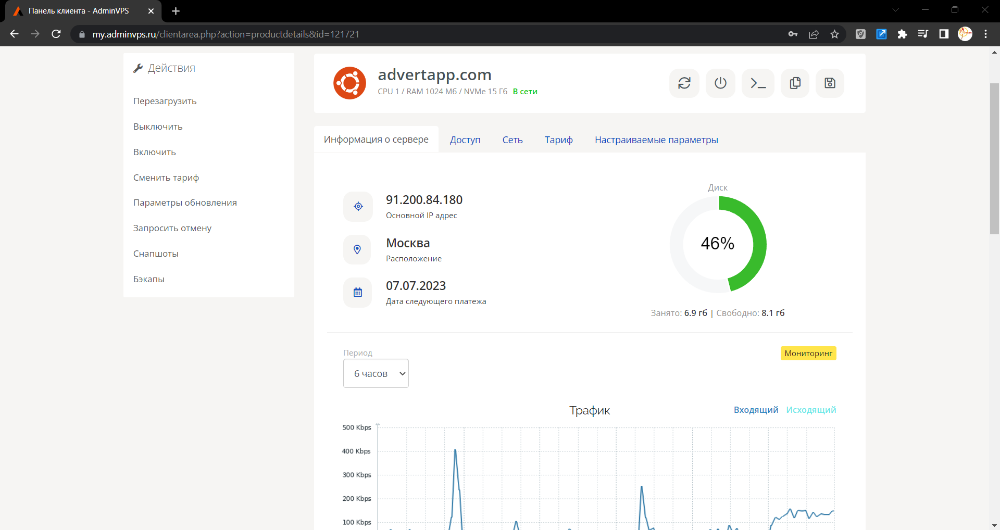 Панель клиента - AdminVPS
my.adminvps.ru/clientarea.php?action=productdetails&id=121721
Действия
Перезагрузить
Выключить
Включить
Сменить тариф
Параметры обновления
Запросить отмену
Снапшоты
Бэкапы
advertapp.com
CPU 1 / RAM 1024 Мб / NVMe 15 Гб В сети
Информация о сервере Доступ Сеть Тариф Настраиваемые параметры
91.200.84.180
Основной IP адрес
Москва
Расположение
07.07.2023
Дата следующего платежа
Диск
46%
Занято: 6.9 гб | Свободно: 8.1 гб
Период
6 часов
Мониторинг
Трафик
Входящий Исходящий
500 Kbps
400 Kbps
300 Kbps
200 Kbps
100 Kbps